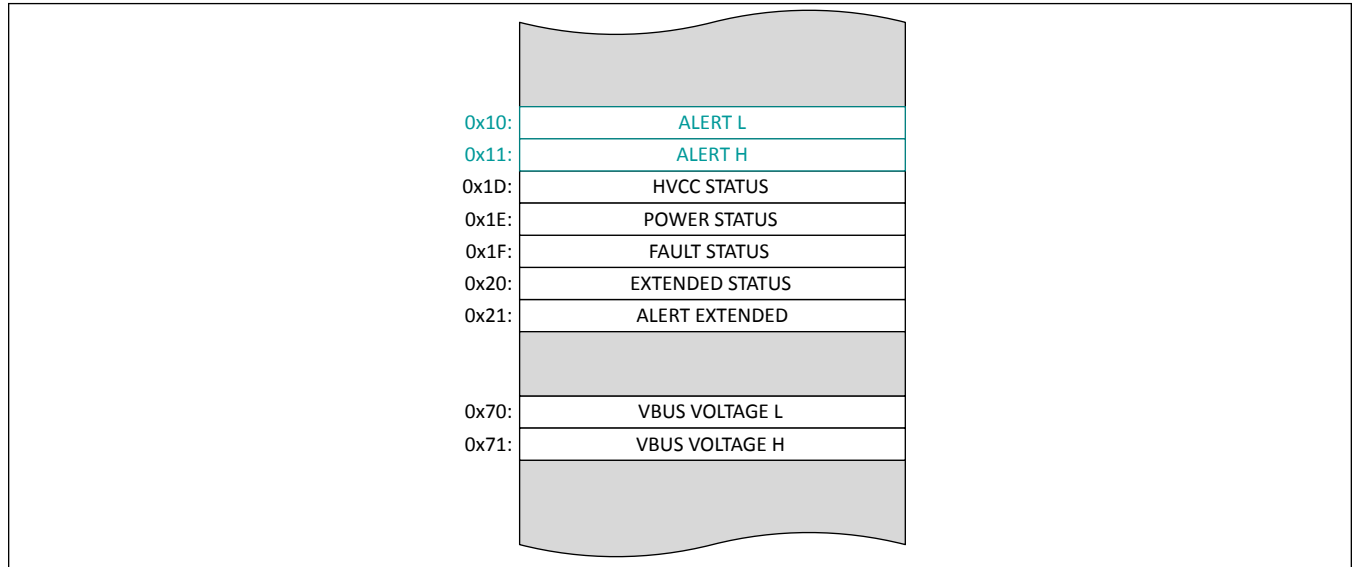 0x10: ALERT L
0x11: ALERT H
0x1D: HVCC STATUS
0x1E: POWER STATUS
0x1F: FAULT STATUS
0x20: EXTENDED STATUS
0x21: ALERT EXTENDED
0x70: VBUS VOLTAGE L
0x71: VBUS VOLTAGE H